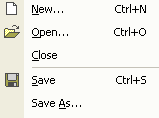 New... Ctrl+N
Open... Ctrl+O
Close
Save Ctrl+S
Save As...